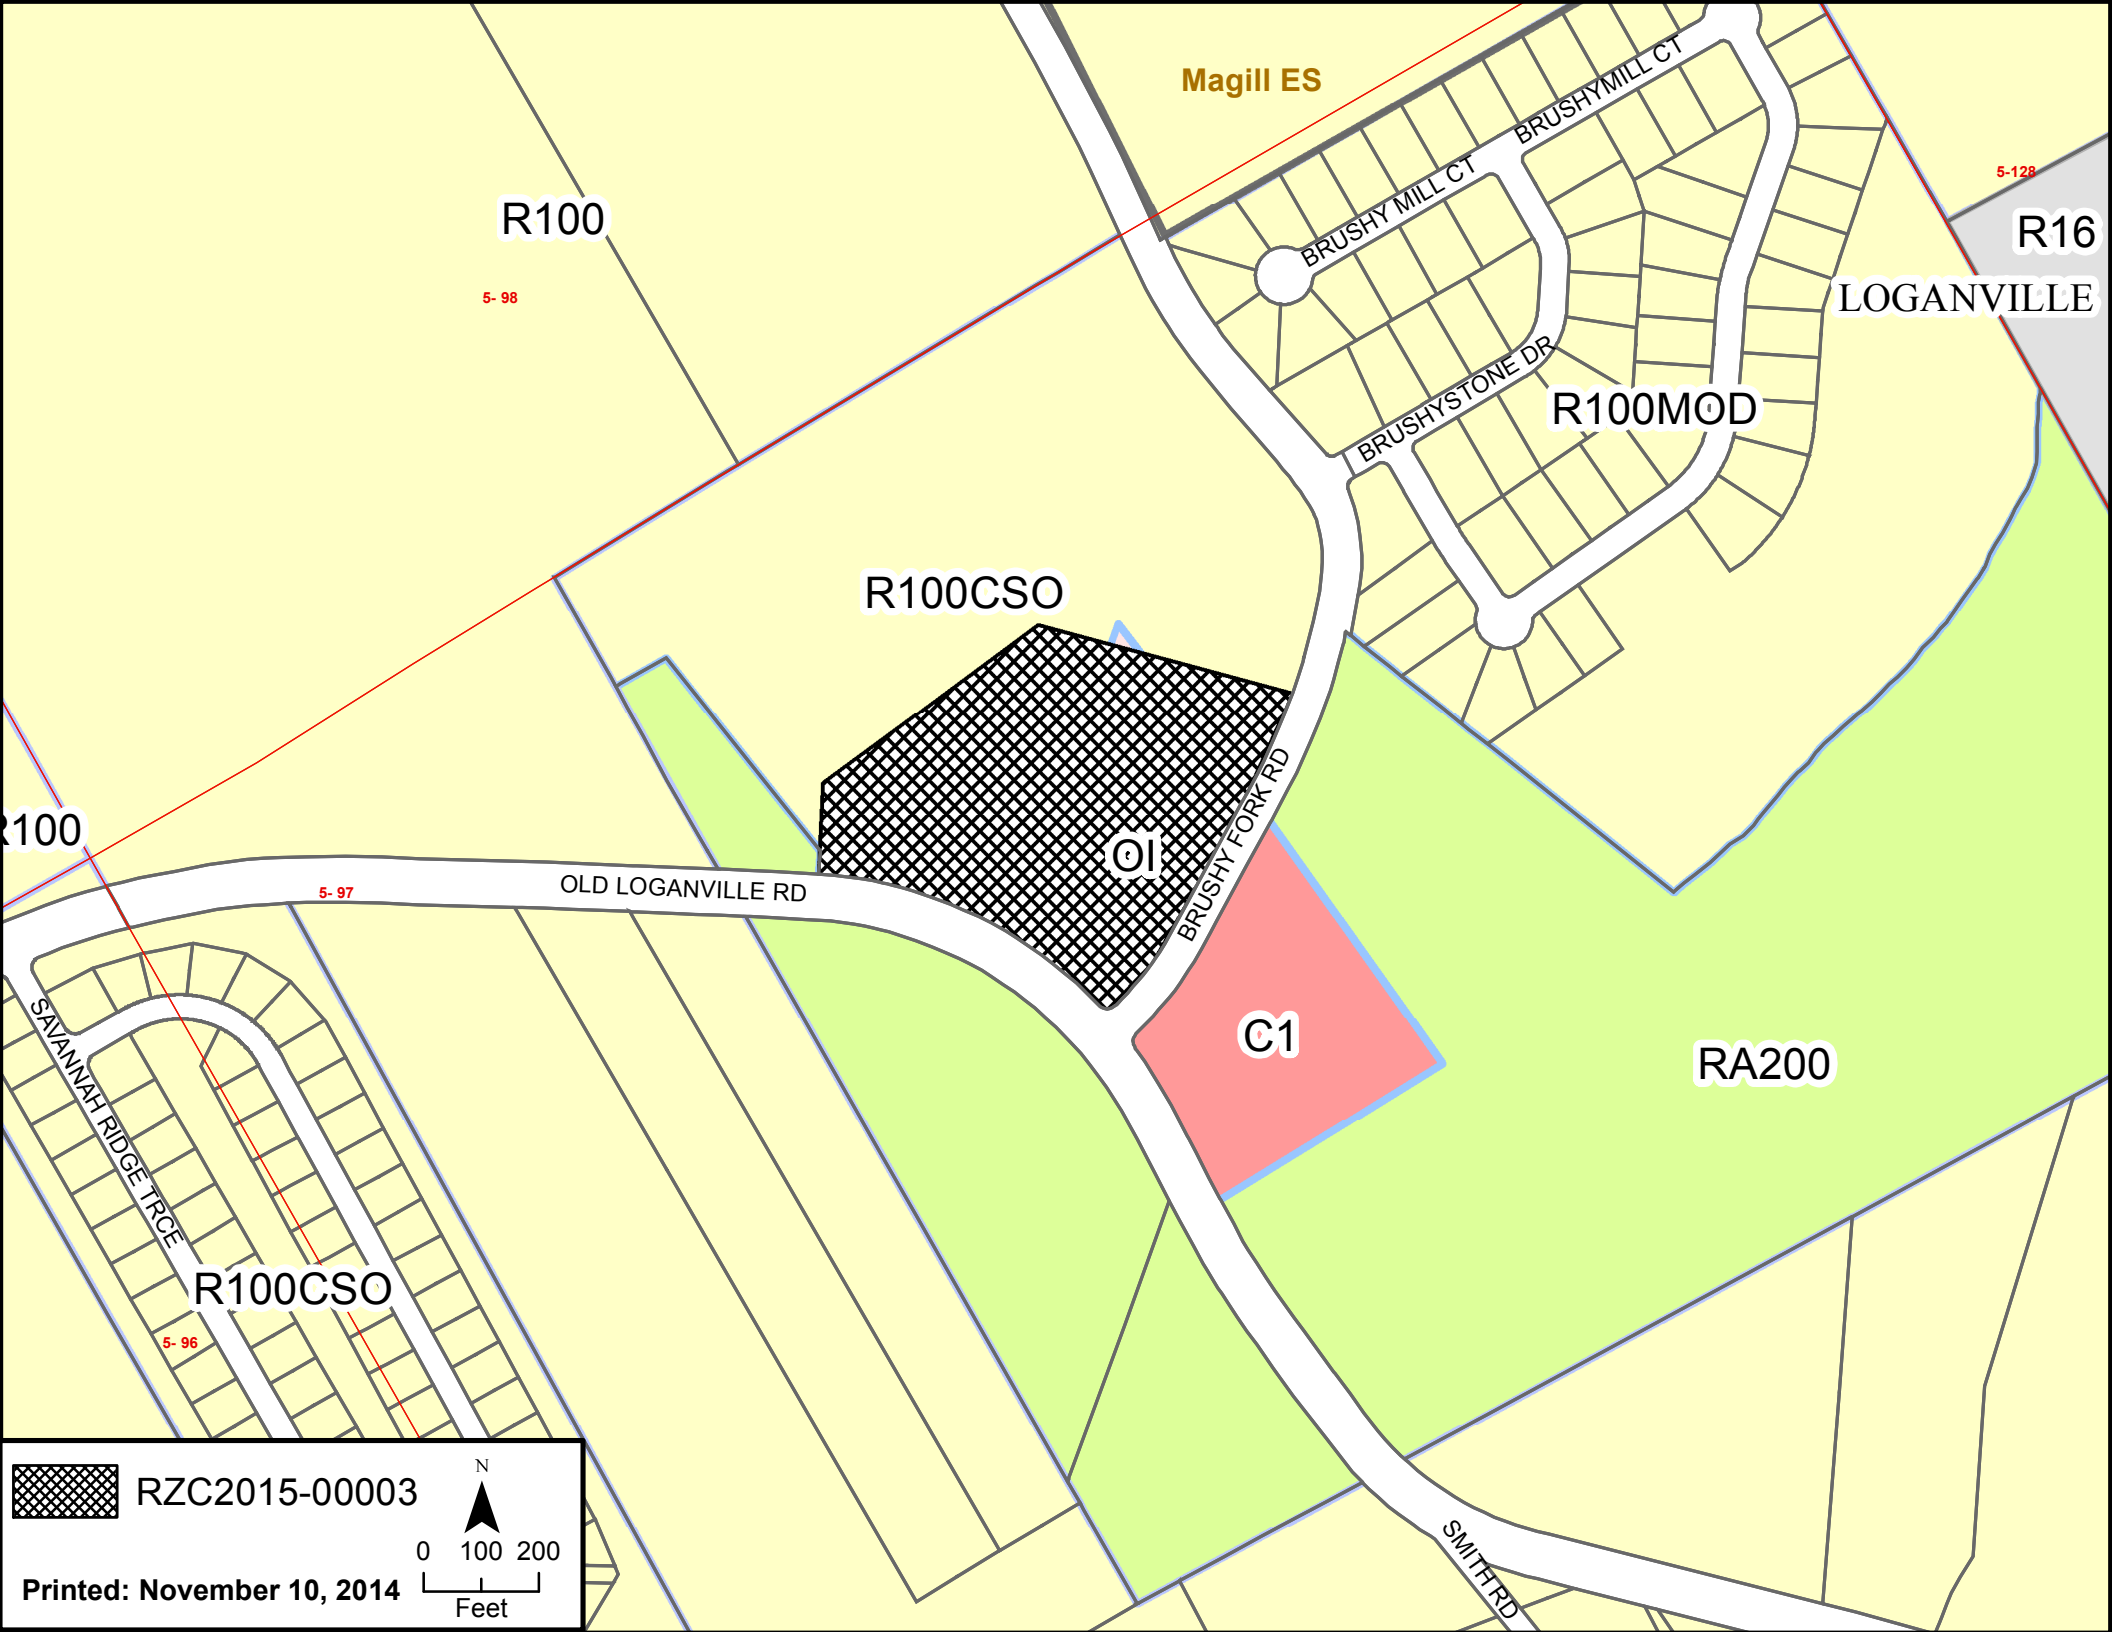 Magill ES
BRUSHYMILL CT
5-128
BRUSHY MILL CT
R100
R16
5- 98
LOGANVILLE
BRUSHYSTONE DR
R100MOD
R100CSO
R100
BRUSHY FORK RD
OI
OLD LOGANVILLE RD
5- 97
C1
RA200
SAVANNAH RIDGE TRCE
R100CSO
5- 96
RZC2015-00003
N
0 100 200
Feet
Printed: November 10, 2014
SMITH RD